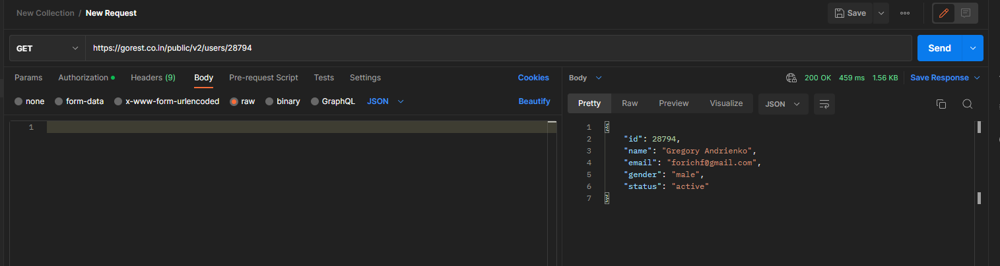 New Collection / New Request
Save
GET
https://gorest.co.in/public/v2/users/28794
Send
Params Authorization Headers (9) Body Pre-request Script Tests Settings Cookies
none form-data x-www-form-urlencoded raw binary GraphQL JSON Beautify
1
Body 200 OK 459 ms 1.56 KB Save Response
Pretty Raw Preview Visualize JSON
1 {
2 "id": 28794,
3 "name": "Gregory Andrienko",
4 "email": "forichf@gmail.com",
5 "gender": "male",
6 "status": "active"
7 }